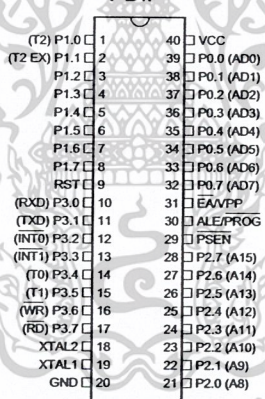 (T2) P1.0 1 40 VCC
(T2 EX) P1.1 2 39 P0.0 (AD0)
P1.2 3 38 P0.1 (AD1)
P1.3 4 37 P0.2 (AD2)
P1.4 5 36 P0.3 (AD3)
P1.5 6 35 P0.4 (AD4)
P1.6 7 34 P0.5 (AD5)
P1.7 8 33 P0.6 (AD6)
RST 9 32 P0.7 (AD7)
(RXD) P3.0 10 31 EA/VPP
(TXD) P3.1 11 30 ALE/PROG
(INT0) P3.2 12 29 PSEN
(INT1) P3.3 13 28 P2.7 (A15)
(T0) P3.4 14 27 P2.6 (A14)
(T1) P3.5 15 26 P2.5 (A13)
(WR) P3.6 16 25 P2.4 (A12)
(RD) P3.7 17 24 P2.3 (A11)
XTAL2 18 23 P2.2 (A10)
XTAL1 19 22 P2.1 (A9)
GND 20 21 P2.0 (A8)